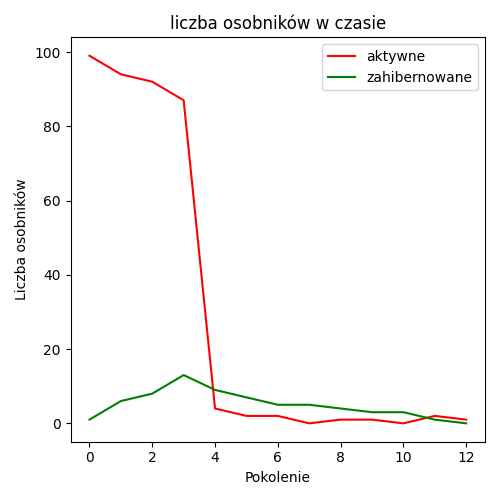 liczba osobników w czasie
aktywne
zahibernowane
Liczba osobników
100
80
60
40
20
0
0 2 4 6 8 10 12
Pokolenie